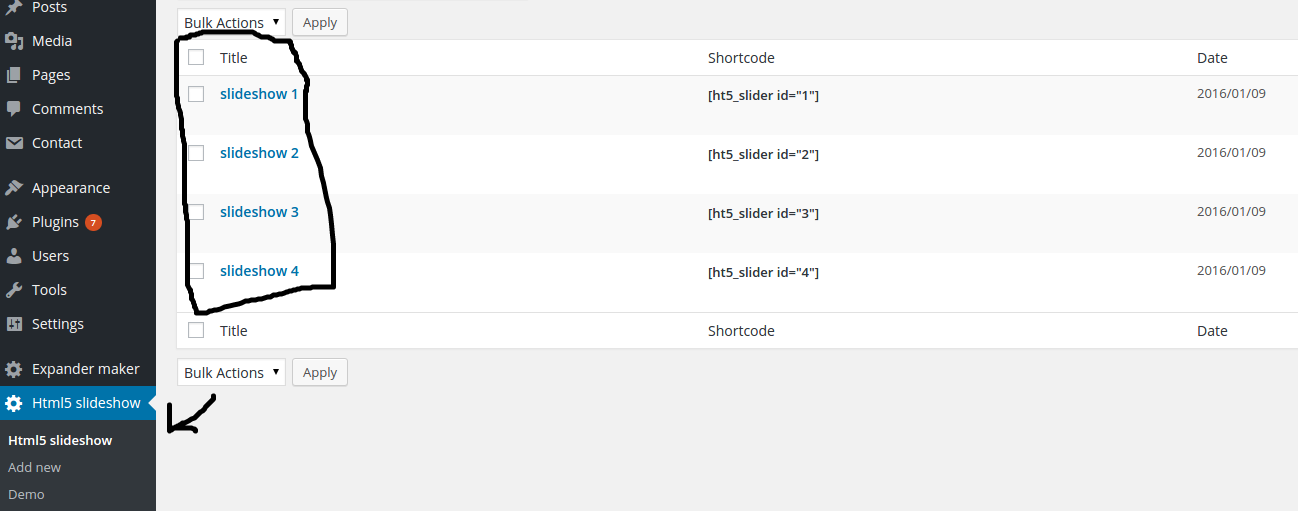 Posts
Media
Pages
Comments
Contact
Appearance
Plugins 7
Users
Tools
Settings
Expander maker
Html5 slideshow
Html5 slideshow
Add new
Demo
Bulk Actions Apply
Title Shortcode Date
slideshow 1 [ht5_slider id="1"] 2016/01/09
slideshow 2 [ht5_slider id="2"] 2016/01/09
slideshow 3 [ht5_slider id="3"] 2016/01/09
slideshow 4 [ht5_slider id="4"] 2016/01/09
Title Shortcode Date
Bulk Actions Apply